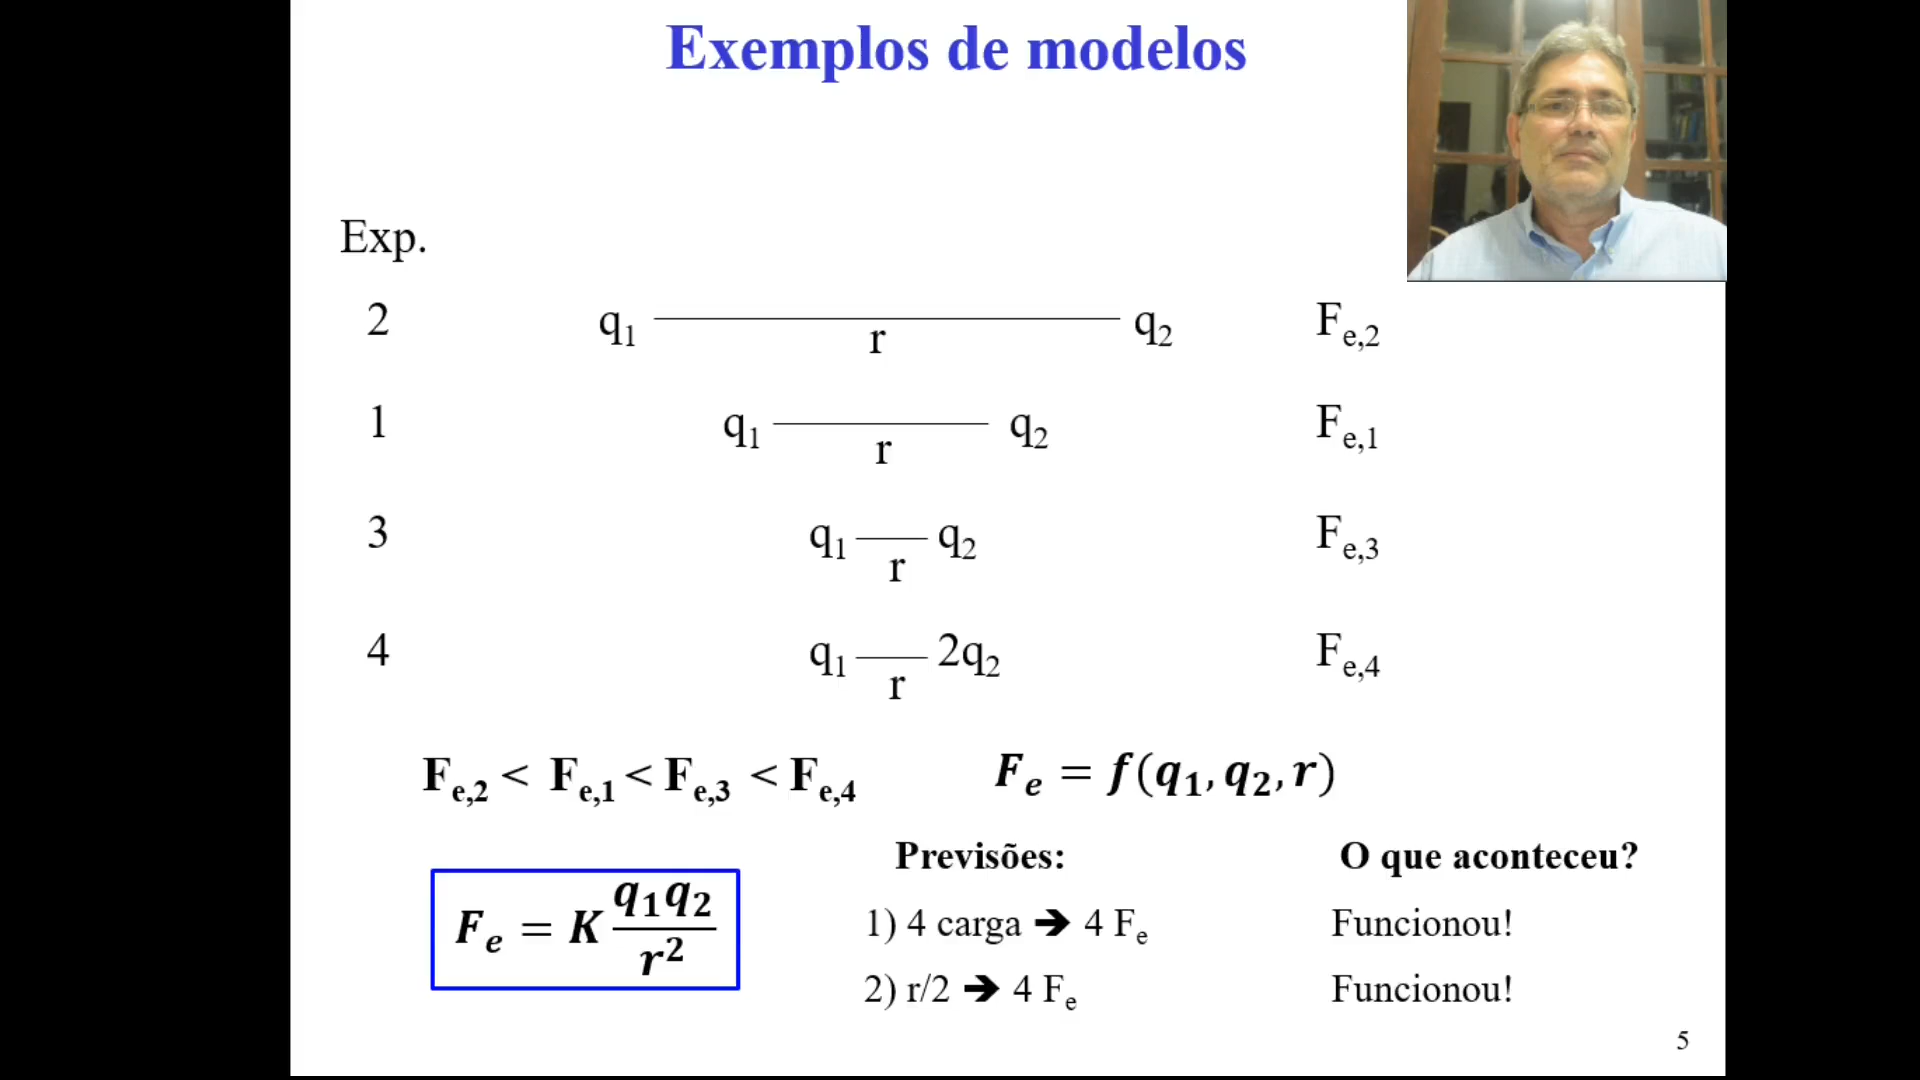 Exemplos de modelos
Exp.
2 q₁ r q₂ Fₑ,₂
1 q₁ r q₂ Fₑ,₁
3 q₁ r q₂ Fₑ,₃
4 q₁ r 2q₂ Fₑ,₄
Fₑ,₂ < Fₑ,₁ < Fₑ,₃ < Fₑ,₄ Fₑ = f(q₁, q₂, r)
Previsões: O que aconteceu?
Fₑ = K q₁q₂ / r²
1) 4 carga ➔ 4 Fₑ Funcionou!
2) r/2 ➔ 4 Fₑ Funcionou!
5